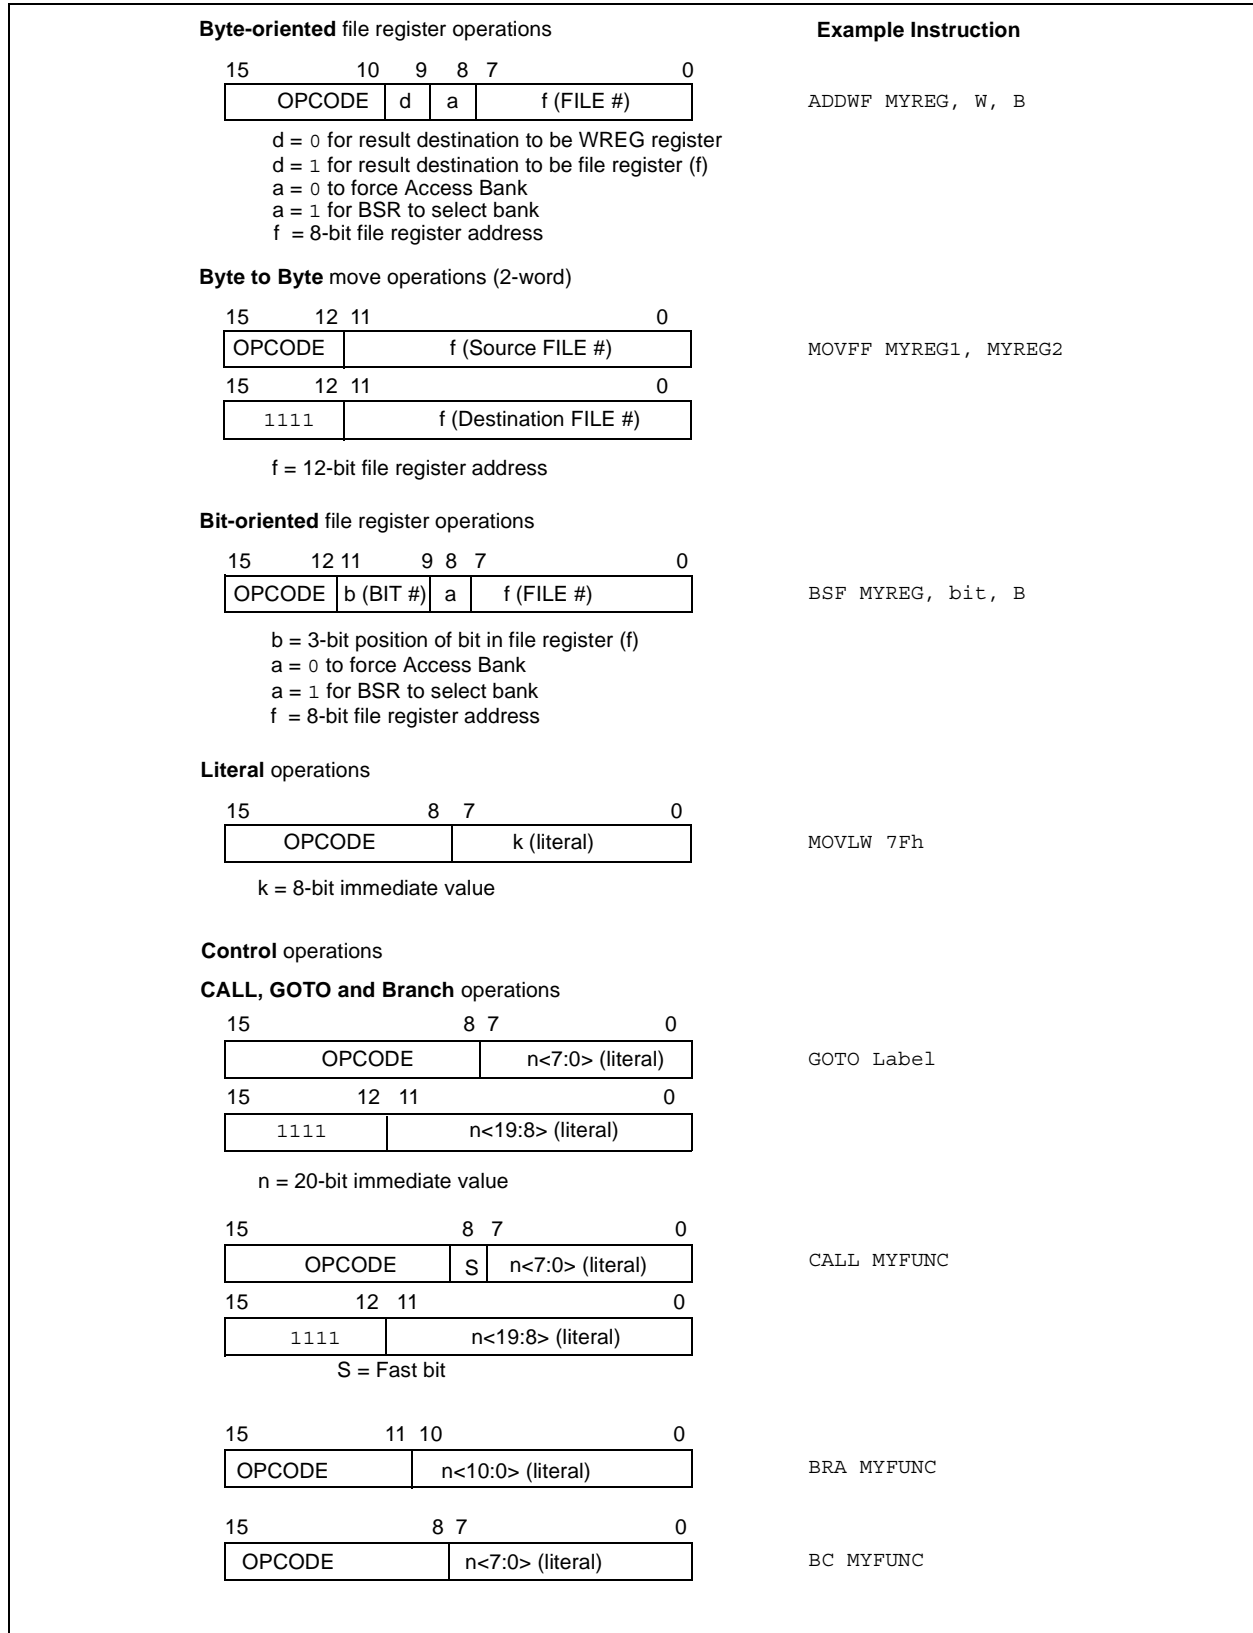 Byte-oriented file register operations Example Instruction
15 10 9 8 7 0
OPCODE d a f (FILE #) ADDWF MYREG, W, B
d = 0 for result destination to be WREG register
d = 1 for result destination to be file register (f)
a = 0 to force Access Bank
a = 1 for BSR to select bank
f = 8-bit file register address
Byte to Byte move operations (2-word)
15 12 11 0
OPCODE f (Source FILE #) MOVFF MYREG1, MYREG2
15 12 11 0
1111 f (Destination FILE #)
f = 12-bit file register address
Bit-oriented file register operations
15 12 11 9 8 7 0
OPCODE b (BIT #) a f (FILE #) BSF MYREG, bit, B
b = 3-bit position of bit in file register (f)
a = 0 to force Access Bank
a = 1 for BSR to select bank
f = 8-bit file register address
Literal operations
15 8 7 0
OPCODE k (literal) MOVLW 7Fh
k = 8-bit immediate value
Control operations
CALL, GOTO and Branch operations
15 8 7 0
OPCODE n<7:0> (literal) GOTO Label
15 12 11 0
1111 n<19:8> (literal)
n = 20-bit immediate value
15 8 7 0
OPCODE S n<7:0> (literal) CALL MYFUNC
15 12 11 0
1111 n<19:8> (literal)
S = Fast bit
15 11 10 0
OPCODE n<10:0> (literal) BRA MYFUNC
15 8 7 0
OPCODE n<7:0> (literal) BC MYFUNC